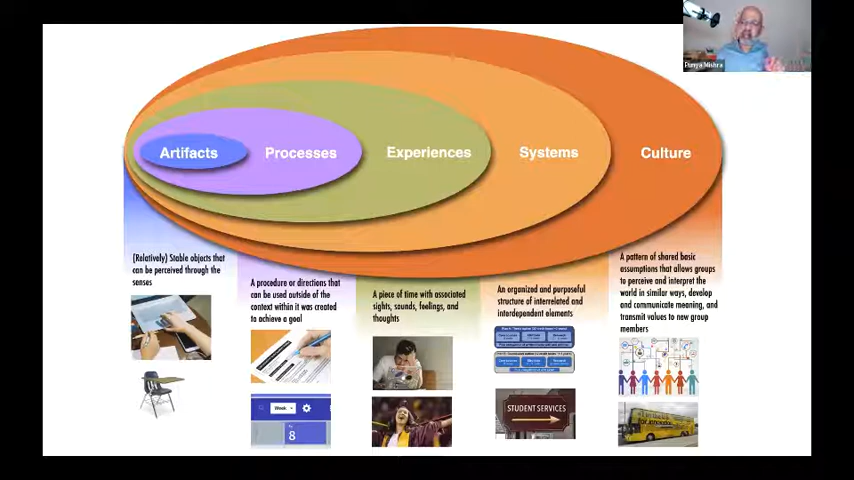 Punya Mishra
Artifacts
Processes
Experiences
Systems
Culture
(Relatively) Stable objects that
can be perceived through the
senses
A procedure or directions that
can be used outside of the
context within it was created
to achieve a goal
A piece of time with associated
sights, sounds, feelings, and
thoughts
An organized and purposeful
structure of interrelated and
interdependent elements
A pattern of shared basic
assumptions that allows groups
to perceive and interpret the
world in similar ways, develop
and communicate meaning, and
transmit values to new group
members
Week
8
STUDENT SERVICES